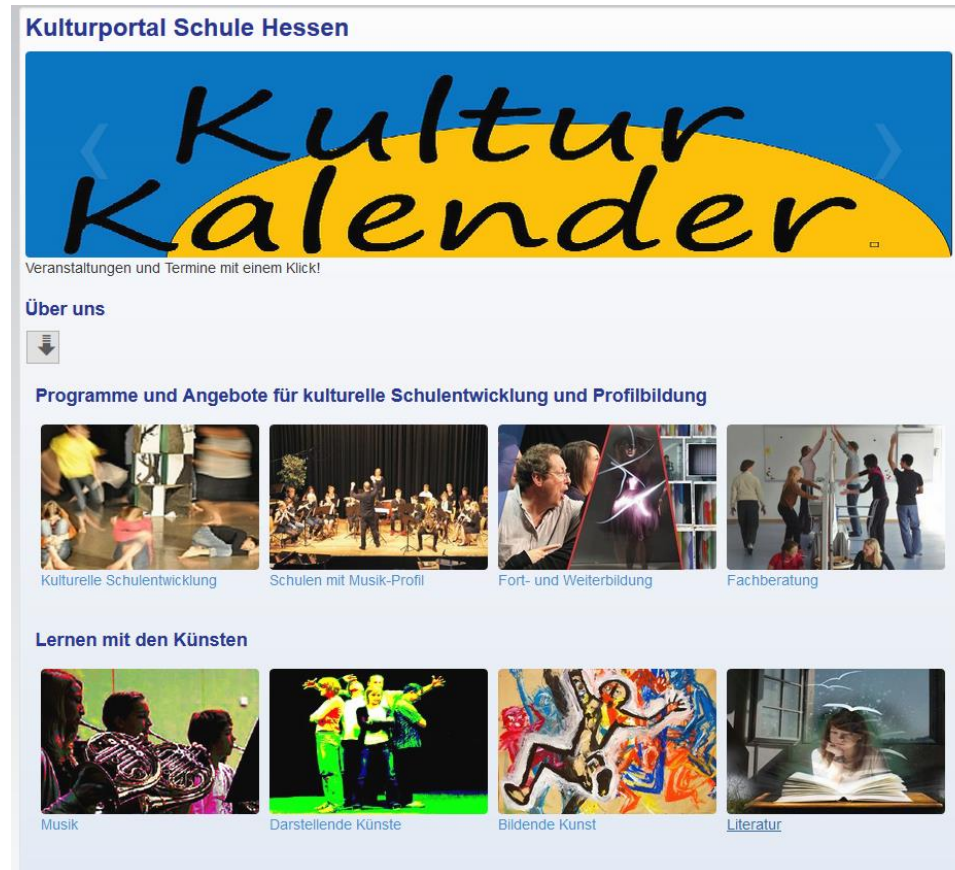 Kulturportal Schule Hessen
Kultur
Kalender
Veranstaltungen und Termine mit einem Klick!
Über uns
Programme und Angebote für kulturelle Schulentwicklung und Profilbildung
Kulturelle Schulentwicklung
Schulen mit Musik-Profil
Fort- und Weiterbildung
Fachberatung
Lernen mit den Künsten
Musik
Darstellende Künste
Bildende Kunst
Literatur